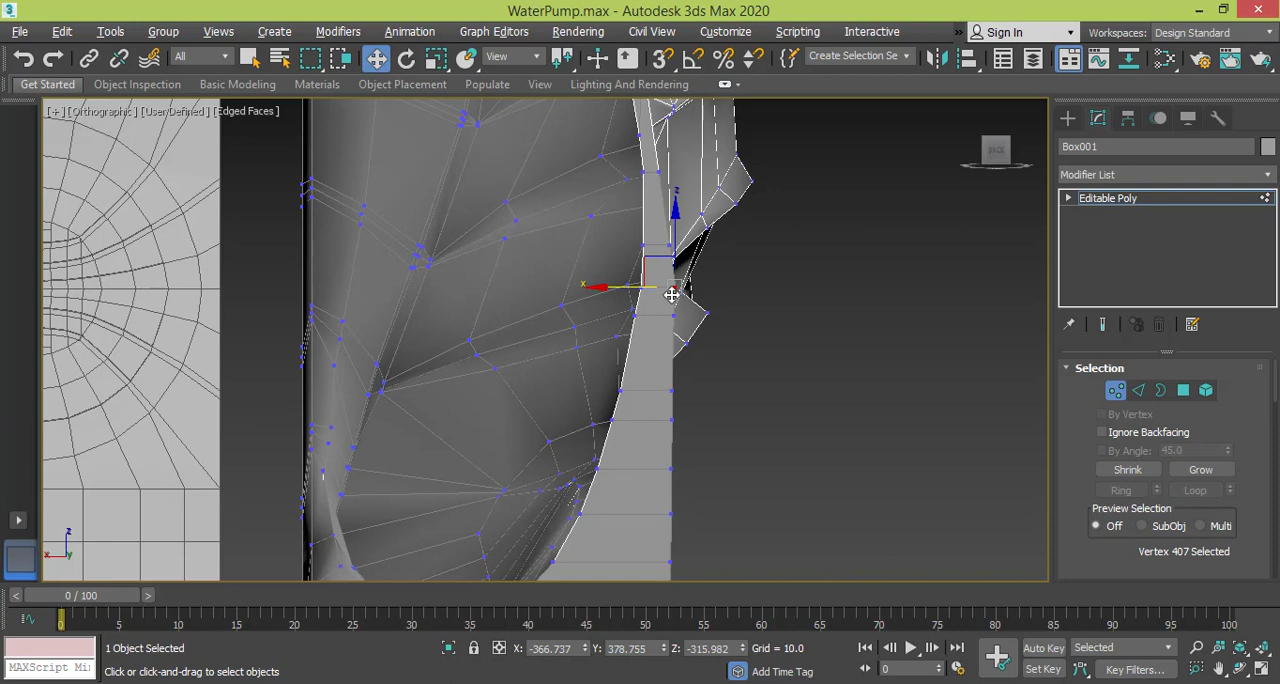 WaterPump.max - Autodesk 3ds Max 2020
File Edit Tools Group Views Create Modifiers Animation Graph Editors Rendering Civil View Customize Scripting Interactive Sign In Workspaces: Design Standard
All View Create Selection Se
Get Started Object Inspection Basic Modeling Materials Object Placement Populate View Lighting And Rendering
[ + ] [Orthographic ] [User Defined ] [Edged Faces ]
BACK
z
x
z
x y
Box001
Modifier List
Editable Poly
Selection
By Vertex
Ignore Backfacing
By Angle: 45.0
Shrink Grow
Ring Loop
Preview Selection
Off SubObj Multi
Vertex 407 Selected
< 0 / 100 >
0 5 10 15 20 25 30 35 40 45 50 55 60 65 70 75 80 85 90 95 100
1 Object Selected X: -366.737 Y: 378.755 Z: -315.982 Grid = 10.0 Auto Key Selected
MAXScript Mi Click or click-and-drag to select objects Add Time Tag 0 Set Key Key Filters...